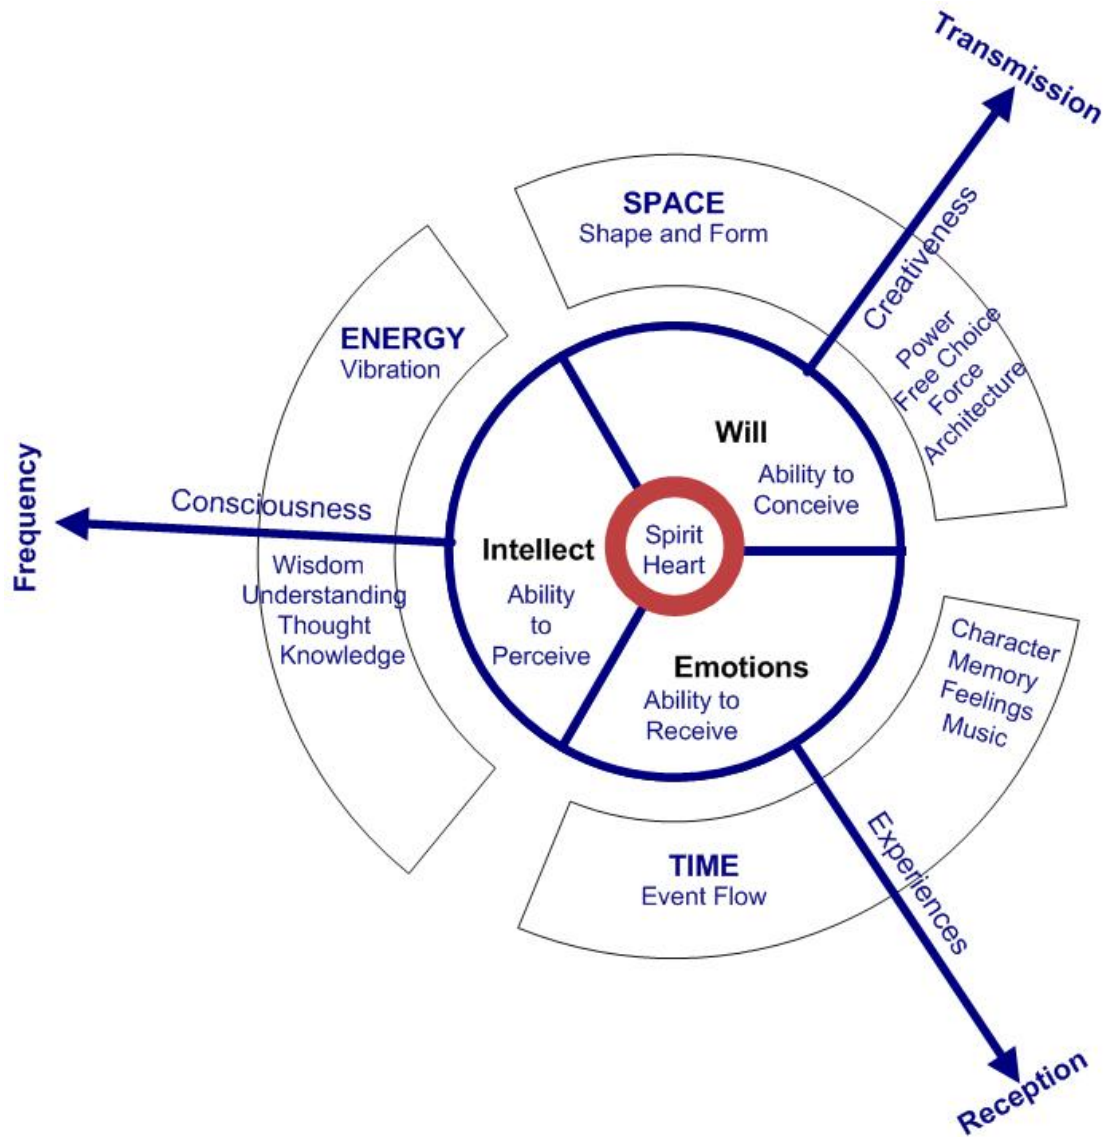 Transmission
SPACE
Shape and Form
Creativeness
Power
Free Choice
Force
Architecture
ENERGY
Vibration
Frequency
Consciousness
Wisdom
Understanding
Thought
Knowledge
Will
Ability to
Conceive
Spirit
Heart
Intellect
Ability
to
Perceive
Emotions
Ability to
Receive
Character
Memory
Feelings
Music
TIME
Event Flow
Experiences
Reception